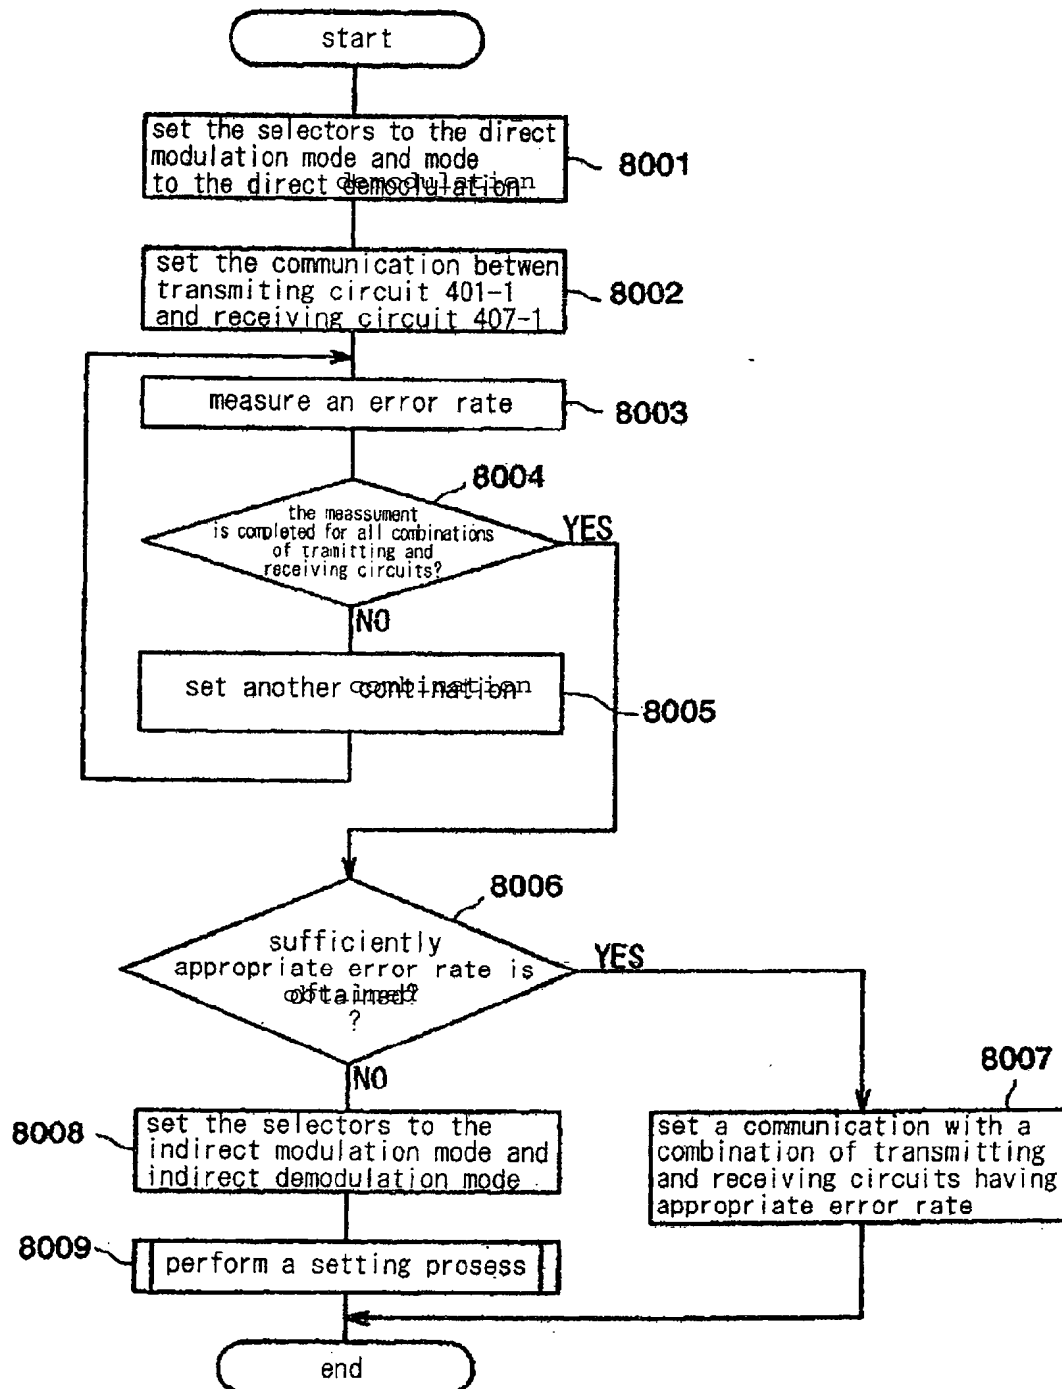 start
set the selectors to the direct
modulation mode and mode
to the direct demodulation
8001
set the communication betwen
transmiting circuit 401-1
and receiving circuit 407-1
8002
measure an error rate
8003
8004
the meassument
is completed for all combinations
of tramitting and
receiving circuits?
YES
NO
set another combination
8005
8006
sufficiently
appropriate error rate is
?
YES
NO
8007
set a communication with a
combination of transmitting
and receiving circuits having
appropriate error rate
8008
set the selectors to the
indirect modulation mode and
indirect demodulation mode
8009
perform a setting prosess
end